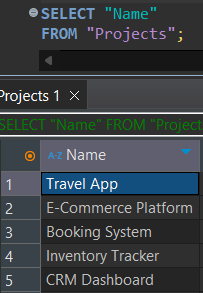 SELECT "Name"
FROM "Projects";
Projects 1
SELECT "Name" FROM "Project
A-Z Name
1 Travel App
2 E-Commerce Platform
3 Booking System
4 Inventory Tracker
5 CRM Dashboard